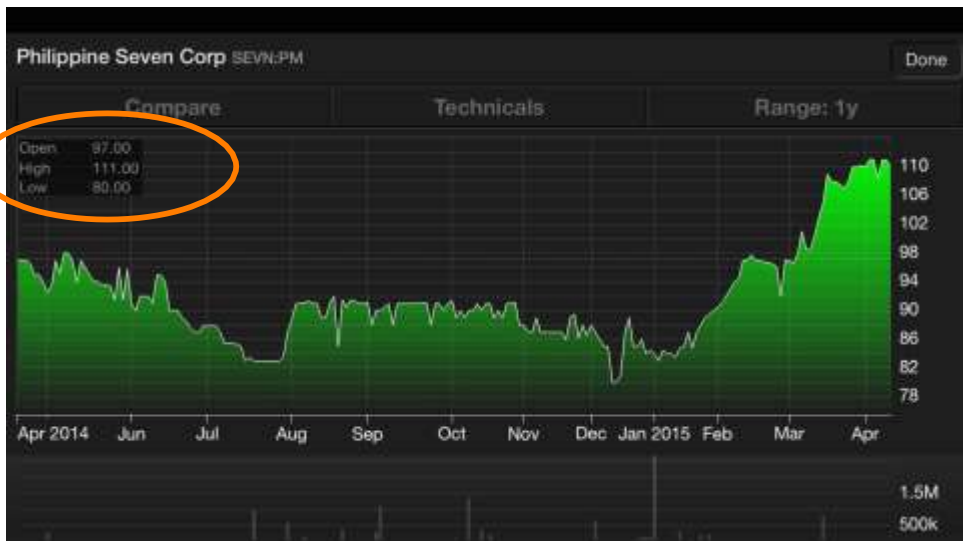 Philippine Seven Corp SEVN:PM
Done
Compare Technicals Range: 1y
Open 97.00
High 111.00
Low 80.00
110
106
102
98
94
90
86
82
78
Apr 2014 Jun Jul Aug Sep Oct Nov Dec Jan 2015 Feb Mar Apr
1.5M
500k